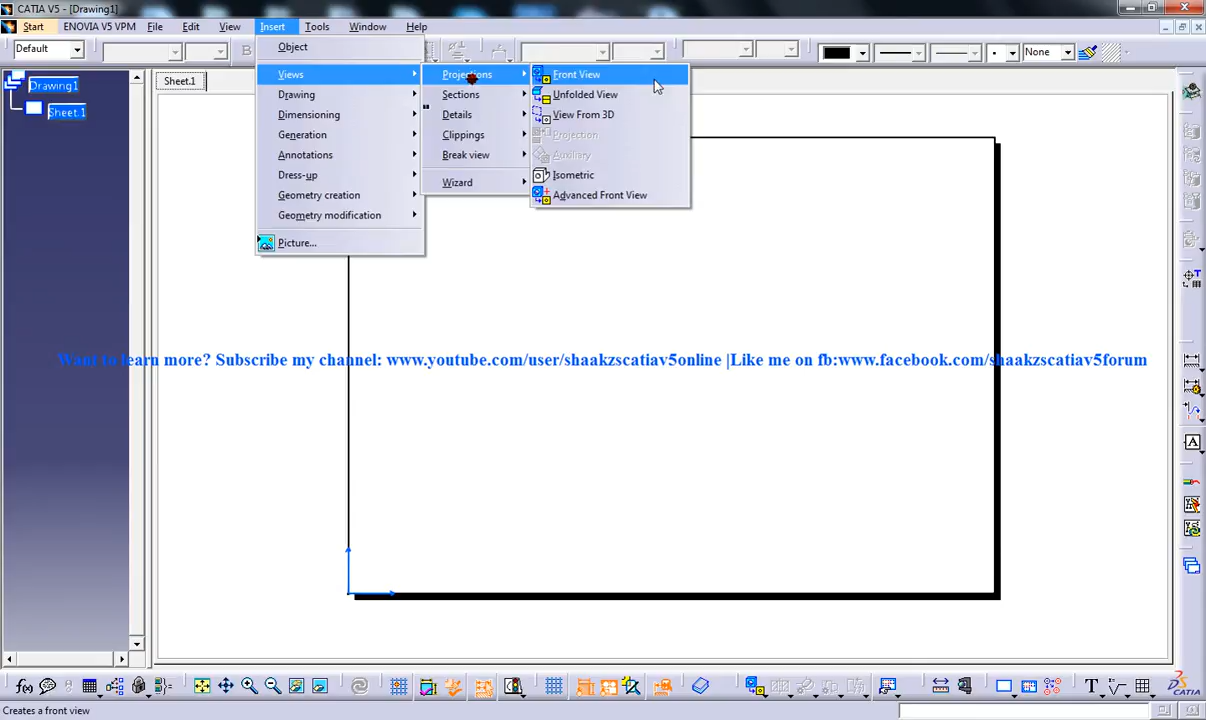 CATIA V5 - [Drawing1]
Start ENOVIA V5 VPM File Edit View Insert Tools Window Help
Default None
Object
Views
Drawing
Dimensioning
Generation
Annotations
Dress-up
Geometry creation
Geometry modification
Picture...
Projections
Sections
Details
Clippings
Break view
Wizard
Front View
Unfolded View
View From 3D
Projection
Auxiliary
Isometric
Advanced Front View
Drawing1
Sheet.1
Sheet.1
Want to learn more? Subscribe my channel: www.youtube.com/user/shaakzscatiav5online |Like me on fb:www.facebook.com/shaakzscatiav5forum
Creates a front view